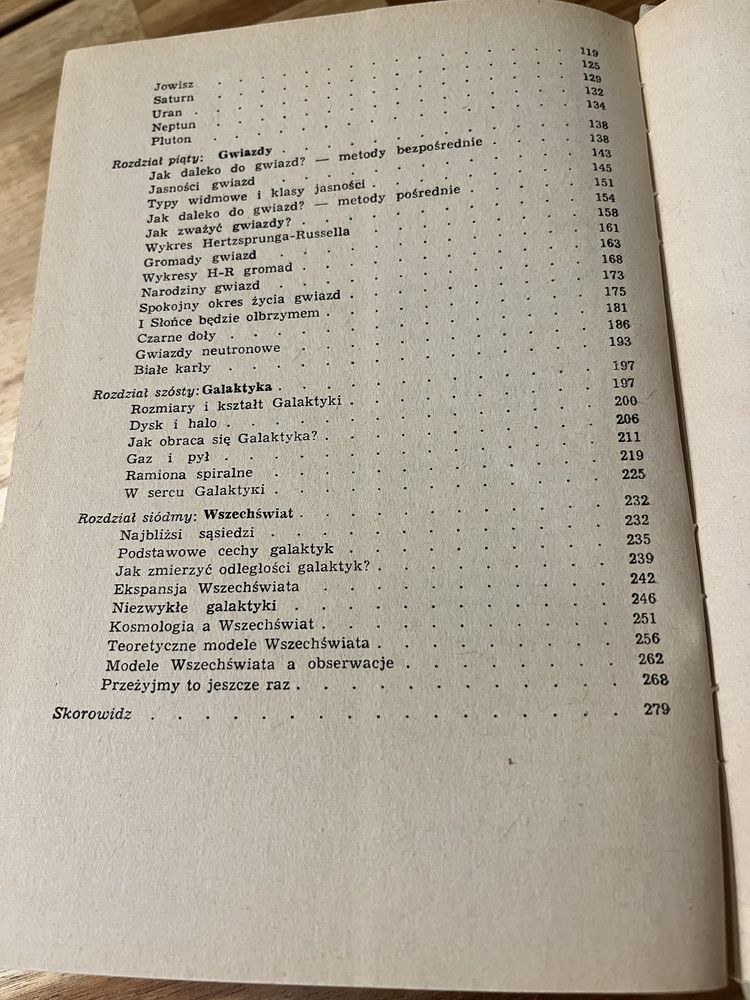 Jowisz . . . . . . . . . . . . 119
Saturn . . . . . . . . . . . . 125
Uran . . . . . . . . . . . . 129
Neptun . . . . . . . . . . . . 132
Pluton . . . . . . . . . . . . 134
Rozdział piąty: Gwiazdy . . . . . . . . . 138
Jak daleko do gwiazd? — metody bezpośrednie . . . 138
Jasności gwiazd . . . . . . . . . . 143
Typy widmowe i klasy jasności . . . . . . . 145
Jak daleko do gwiazd? — metody pośrednie . . . . 151
Jak zważyć gwiazdy? . . . . . . . . . 154
Wykres Hertzsprunga-Russella . . . . . . . 158
Gromady gwiazd . . . . . . . . . . 161
Wykresy H-R gromad . . . . . . . . . 163
Narodziny gwiazd . . . . . . . . . . 168
Spokojny okres życia gwiazd . . . . . . . 173
I Słońce będzie olbrzymem . . . . . . . . 175
Czarne doły . . . . . . . . . . . 181
Gwiazdy neutronowe . . . . . . . . . 186
Białe karły . . . . . . . . . . . 193
Rozdział szósty: Galaktyka . . . . . . . . . 197
Rozmiary i kształt Galaktyki . . . . . . . 197
Dysk i halo . . . . . . . . . . . 200
Jak obraca się Galaktyka? . . . . . . . . 206
Gaz i pył . . . . . . . . . . . 211
Ramiona spiralne . . . . . . . . . . 219
W sercu Galaktyki . . . . . . . . . . 225
Rozdział siódmy: Wszechświat . . . . . . . . 232
Najbliżsi sąsiedzi . . . . . . . . . . 232
Podstawowe cechy galaktyk . . . . . . . . 235
Jak zmierzyć odległości galaktyk? . . . . . . 239
Ekspansja Wszechświata . . . . . . . . 242
Niezwykłe galaktyki . . . . . . . . . 246
Kosmologia a Wszechświat . . . . . . . . 251
Teoretyczne modele Wszechświata . . . . . . 256
Modele Wszechświata a obserwacje . . . . . . 262
Przeżyjmy to jeszcze raz . . . . . . . . . 268
Skorowidz . . . . . . . . . . . . . . 279